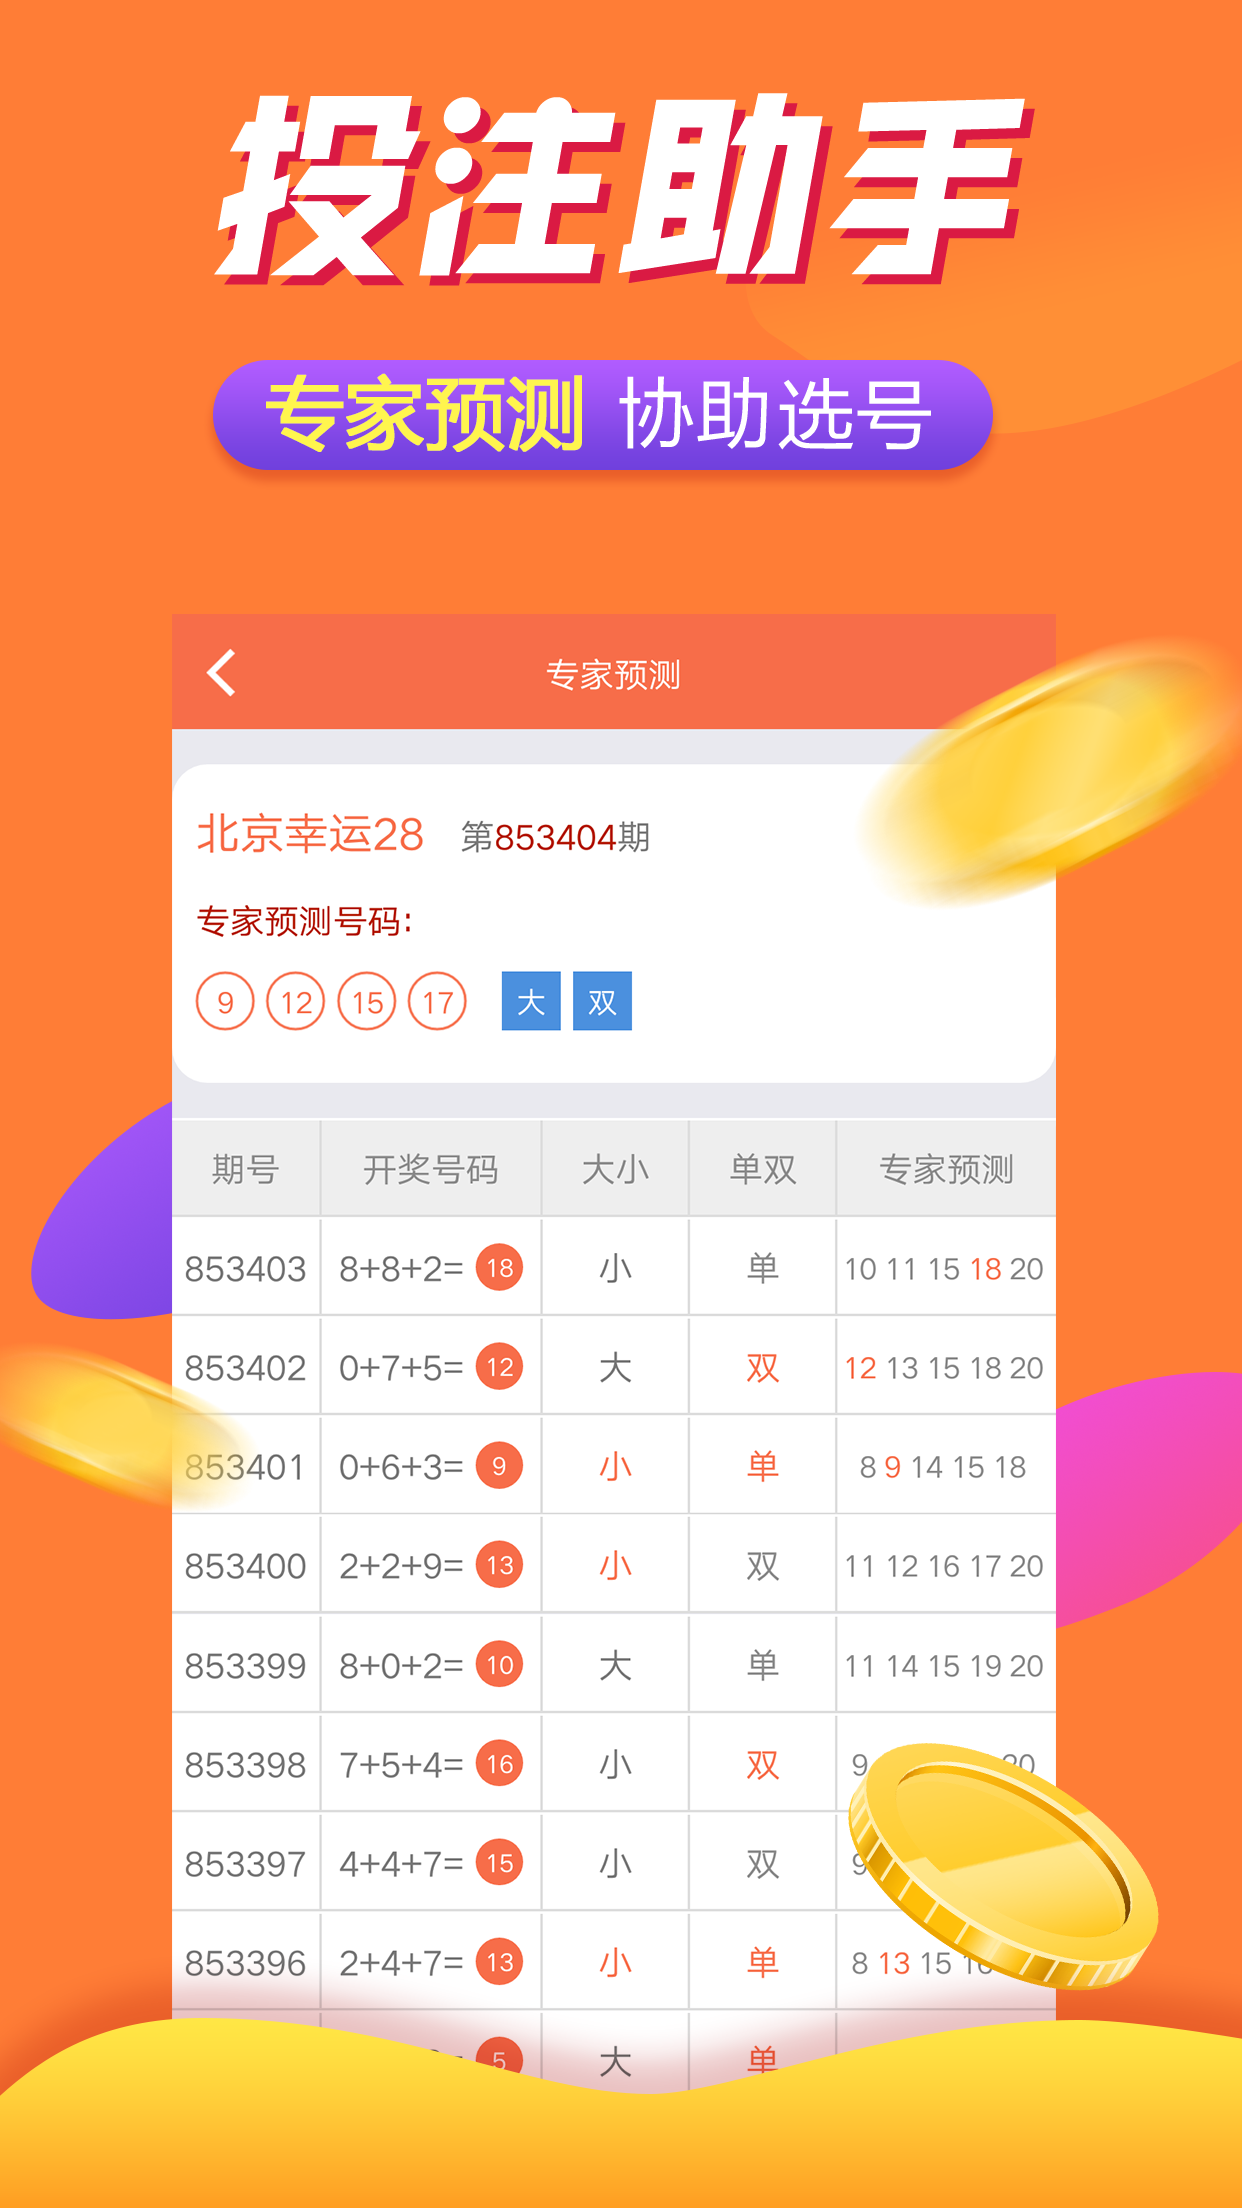 投注助手
专家预测 协助选号
专家预测
北京幸运28 第853404期
专家预测号码:
9 12 15 17 大 双
期号 开奖号码 大小 单双 专家预测
853403 8+8+2= 18 小 单 10 11 15 18 20
853402 0+7+5= 12 大 双 12 13 15 18 20
853401 0+6+3= 9 小 单 8 9 14 15 18
853400 2+2+9= 13 小 双 11 12 16 17 20
853399 8+0+2= 10 大 单 11 14 15 19 20
853398 7+5+4= 16 小 双 9 20
853397 4+4+7= 15 小 双 9
853396 2+4+7= 13 小 单 8 13 15 16
5 大 单